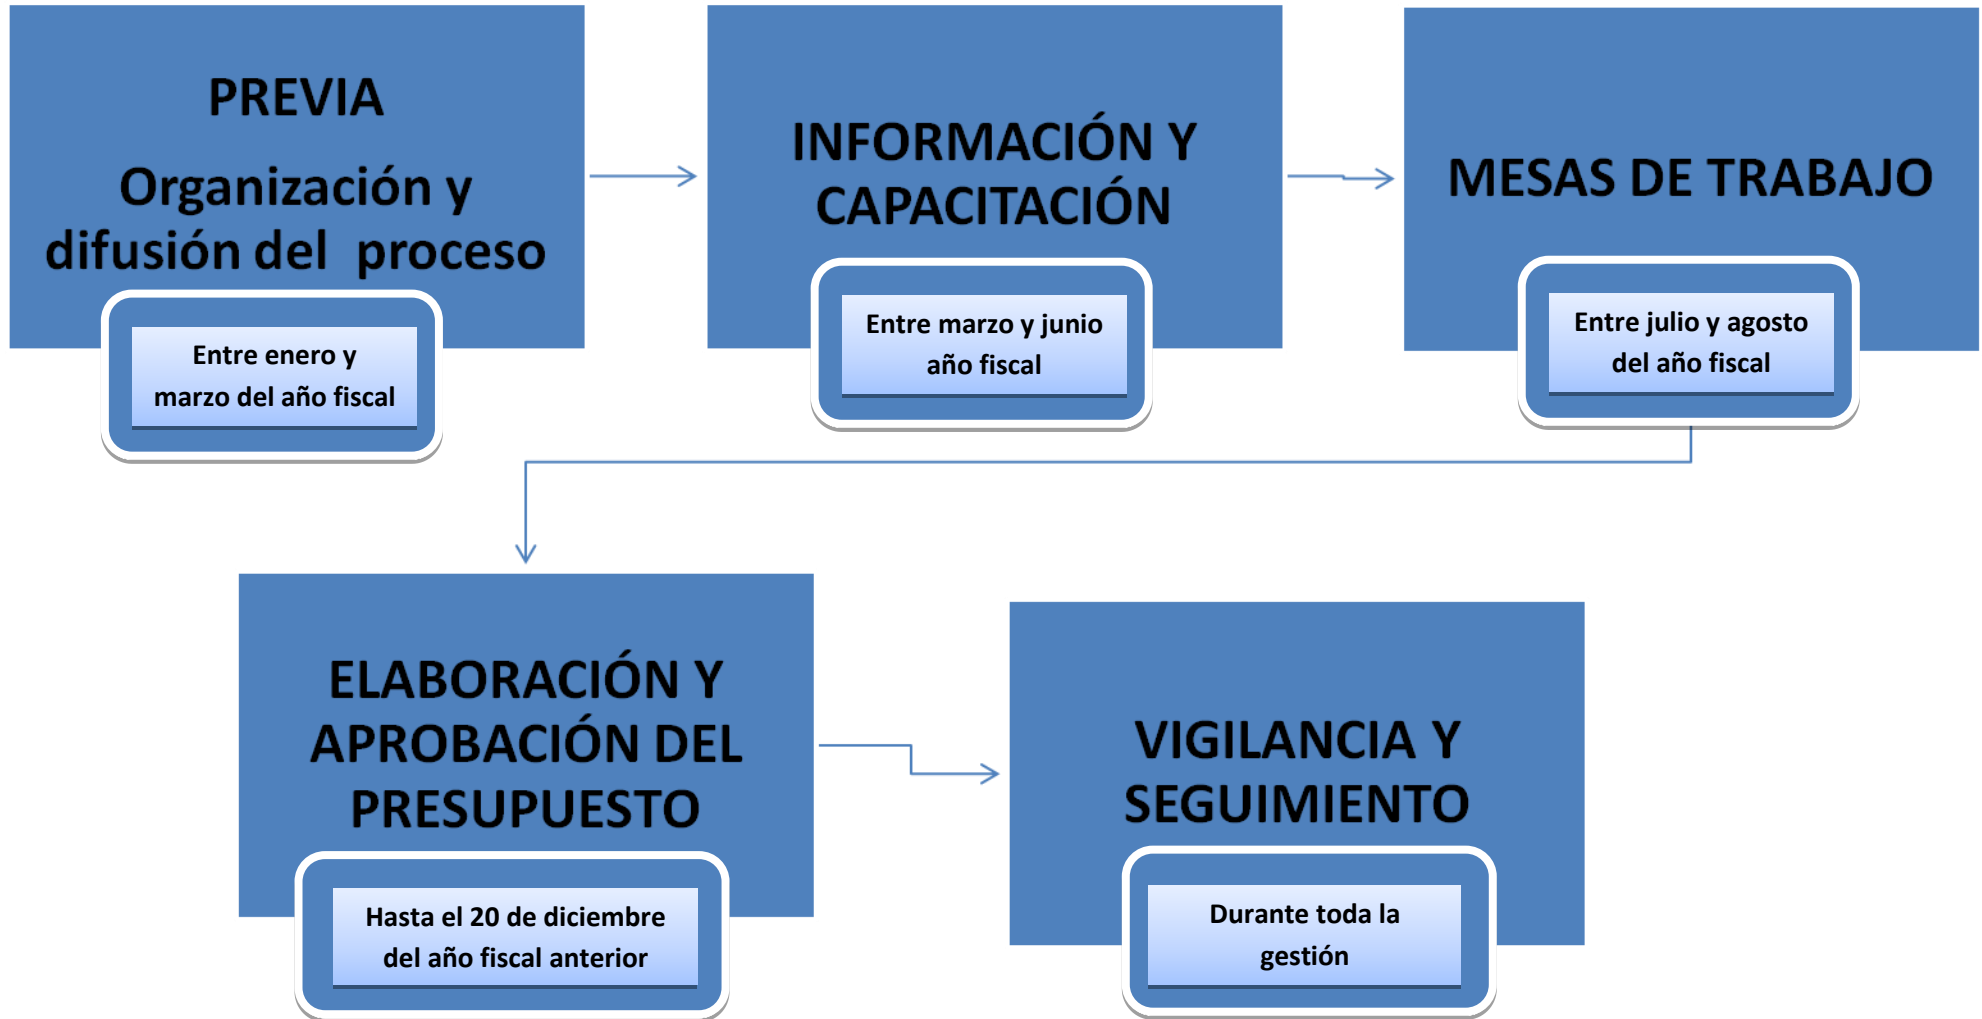 PREVIA
Organización y
difusión del proceso
Entre enero y
marzo del año fiscal
INFORMACIÓN Y
CAPACITACIÓN
Entre marzo y junio
año fiscal
MESAS DE TRABAJO
Entre julio y agosto
del año fiscal
ELABORACIÓN Y
APROBACIÓN DEL
PRESUPUESTO
Hasta el 20 de diciembre
del año fiscal anterior
VIGILANCIA Y
SEGUIMIENTO
Durante toda la
gestión